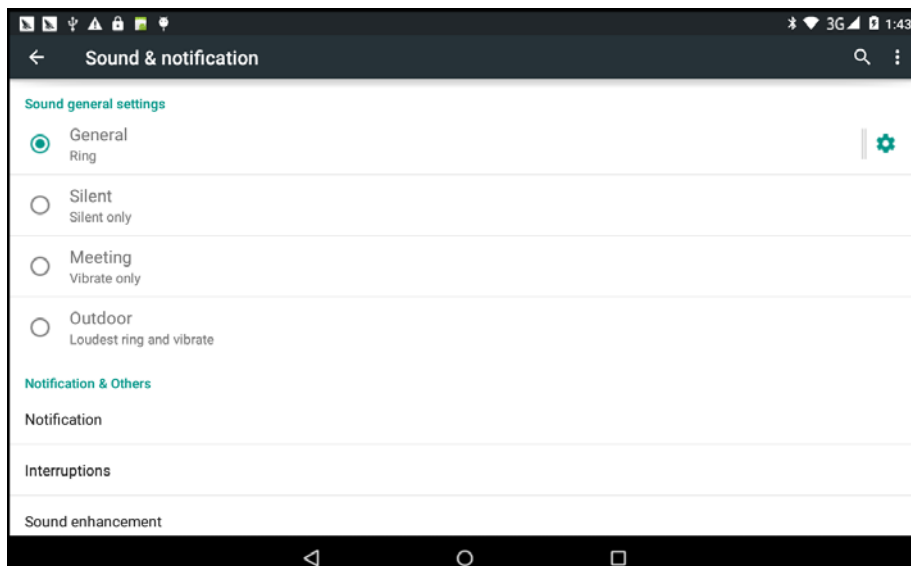 3G 1:43
Sound & notification
Sound general settings
General
Ring
Silent
Silent only
Meeting
Vibrate only
Outdoor
Loudest ring and vibrate
Notification & Others
Notification
Interruptions
Sound enhancement